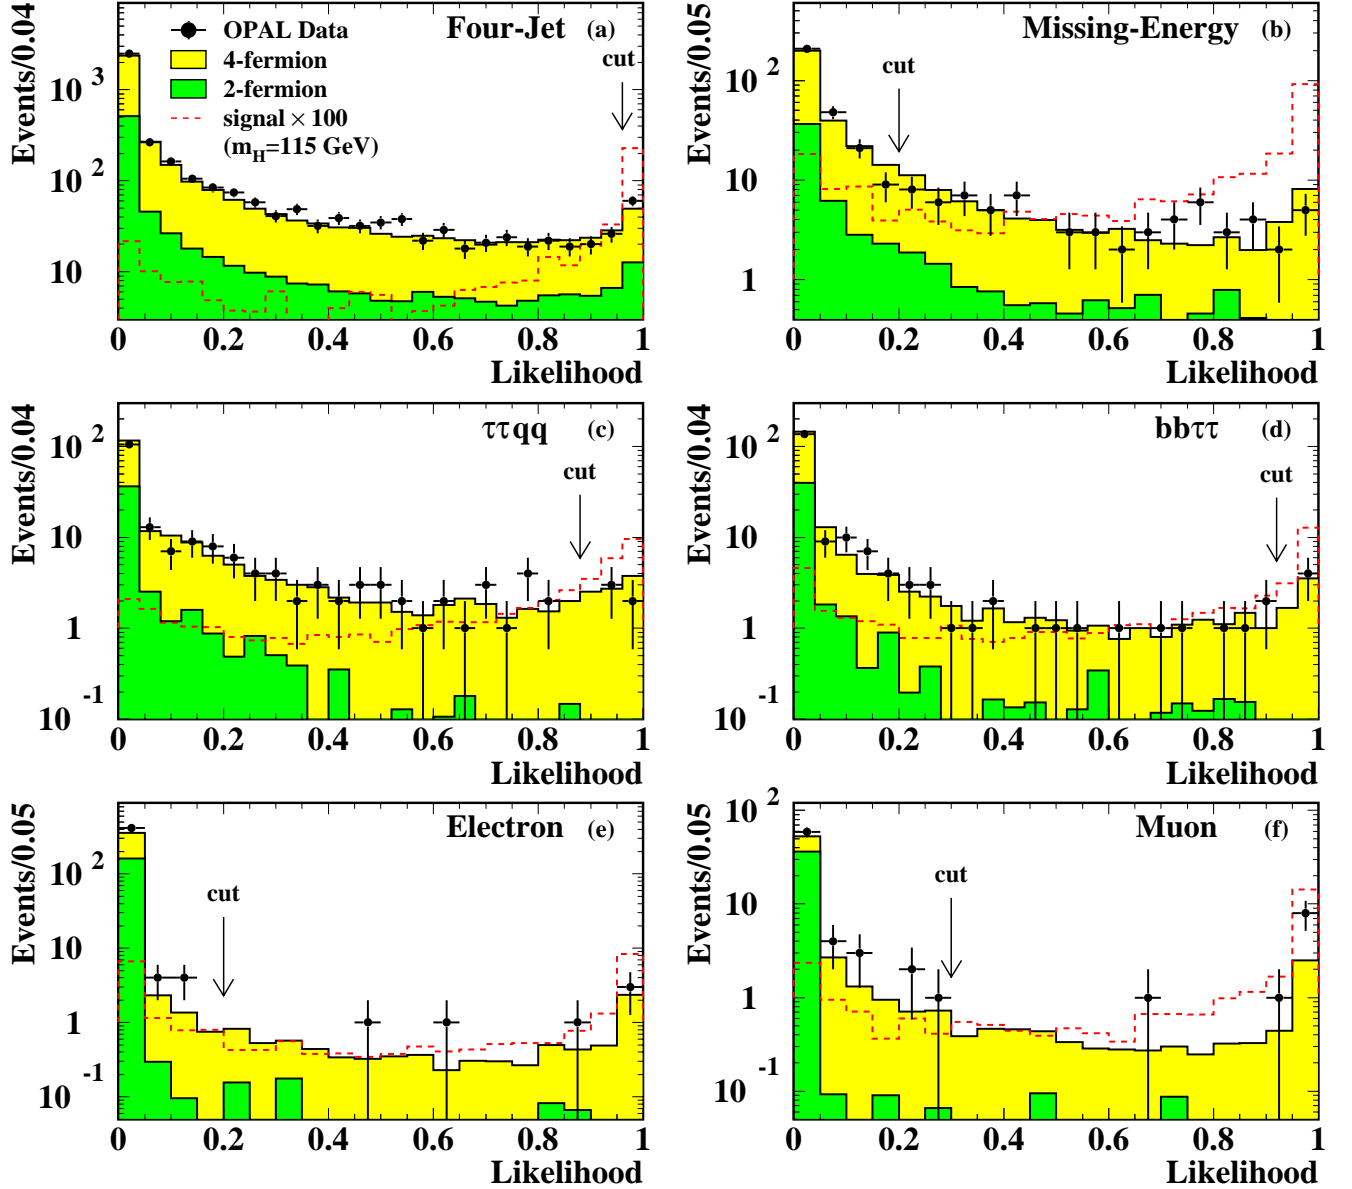 Four-Jet (a)
OPAL Data
4-fermion
2-fermion
signal × 100
(m_H=115 GeV)
cut
Events/0.04
10 3
10 2
10
0 0.2 0.4 0.6 0.8 1
Likelihood
Missing-Energy (b)
cut
Events/0.05
10 2
10
1
0 0.2 0.4 0.6 0.8 1
Likelihood
ττqq (c)
cut
Events/0.04
10 2
10
1
10 -1
0 0.2 0.4 0.6 0.8 1
Likelihood
bbττ (d)
cut
Events/0.04
10 2
10
1
10 -1
0 0.2 0.4 0.6 0.8 1
Likelihood
Electron (e)
cut
Events/0.05
10 2
10
1
10 -1
0 0.2 0.4 0.6 0.8 1
Likelihood
Muon (f)
cut
Events/0.05
10 2
10
1
10 -1
0 0.2 0.4 0.6 0.8 1
Likelihood